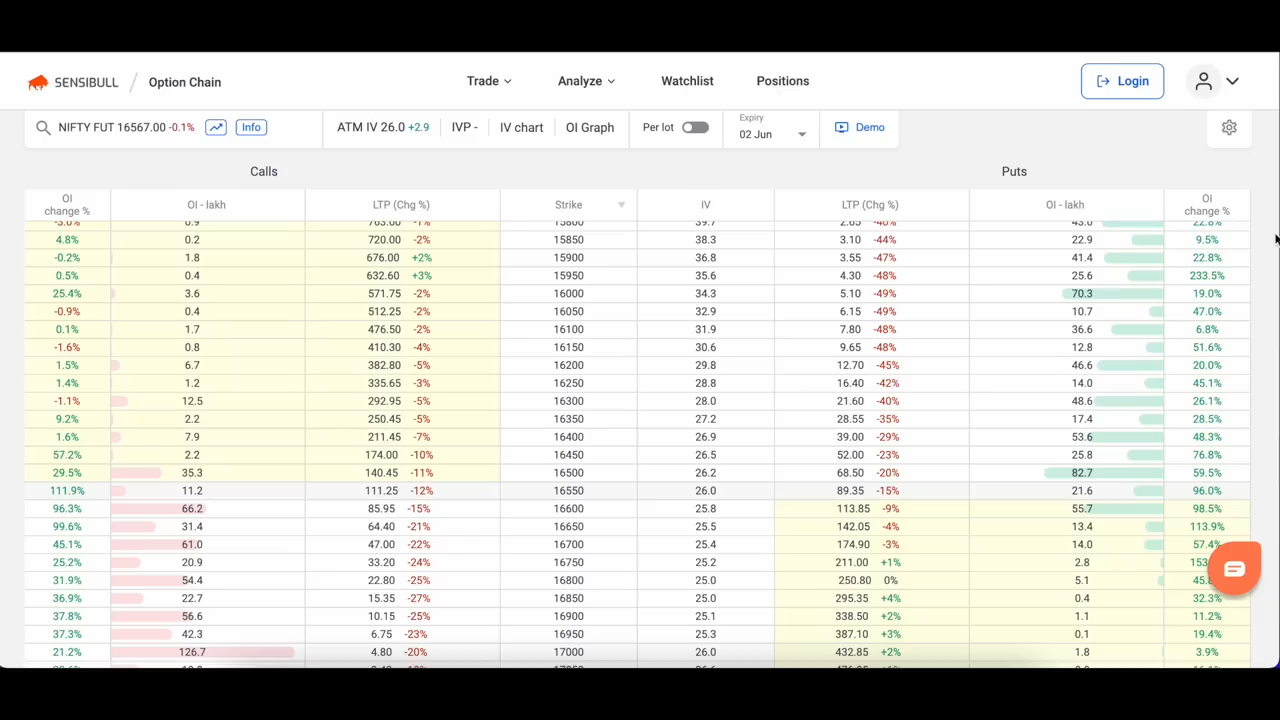 SENSIBULL / Option Chain Trade Analyze Watchlist Positions Login
NIFTY FUT 16567.00 -0.1% Info ATM IV 26.0 +2.9 IVP - IV chart OI Graph Per lot Expiry 02 Jun Demo
Calls Puts
OI change % OI - lakh LTP (Chg %) Strike IV LTP (Chg %) OI - lakh OI change %
-3.0% 0.9 763.00 -1% 15800 39.7 2.65 -40% 43.0 22.8%
4.8% 0.2 720.00 -2% 15850 38.3 3.10 -44% 22.9 9.5%
-0.2% 1.8 676.00 +2% 15900 36.8 3.55 -47% 41.4 22.8%
0.5% 0.4 632.60 +3% 15950 35.6 4.30 -48% 25.6 233.5%
25.4% 3.6 571.75 -2% 16000 34.3 5.10 -49% 70.3 19.0%
-0.9% 0.4 512.25 -2% 16050 32.9 6.15 -49% 10.7 47.0%
0.1% 1.7 476.50 -2% 16100 31.9 7.80 -48% 36.6 6.8%
-1.6% 0.8 410.30 -4% 16150 30.6 9.65 -48% 12.8 51.6%
1.5% 6.7 382.80 -5% 16200 29.8 12.70 -45% 46.6 20.0%
1.4% 1.2 335.65 -3% 16250 28.8 16.40 -42% 14.0 45.1%
-1.1% 12.5 292.95 -5% 16300 28.0 21.60 -40% 48.6 26.1%
9.2% 2.2 250.45 -5% 16350 27.2 28.55 -35% 17.4 28.5%
1.6% 7.9 211.45 -7% 16400 26.9 39.00 -29% 53.6 48.3%
57.2% 2.2 174.00 -10% 16450 26.5 52.00 -23% 25.8 76.8%
29.5% 35.3 140.45 -11% 16500 26.2 68.50 -20% 82.7 59.5%
111.9% 11.2 111.25 -12% 16550 26.0 89.35 -15% 21.6 96.0%
96.3% 66.2 85.95 -15% 16600 25.8 113.85 -9% 55.7 98.5%
99.6% 31.4 64.40 -21% 16650 25.5 142.05 -4% 13.4 113.9%
45.1% 61.0 47.00 -22% 16700 25.4 174.90 -3% 14.0 57.4%
25.2% 20.9 33.20 -24% 16750 25.2 211.00 +1% 2.8
31.9% 54.4 22.80 -25% 16800 25.0 250.80 0% 5.1
36.9% 22.7 15.35 -27% 16850 25.0 295.35 +4% 0.4 32.3%
37.8% 56.6 10.15 -25% 16900 25.1 338.50 +2% 1.1 11.2%
37.3% 42.3 6.75 -23% 16950 25.3 387.10 +3% 0.1 19.4%
21.2% 126.7 4.80 -20% 17000 26.0 432.85 +2% 1.8 3.9%